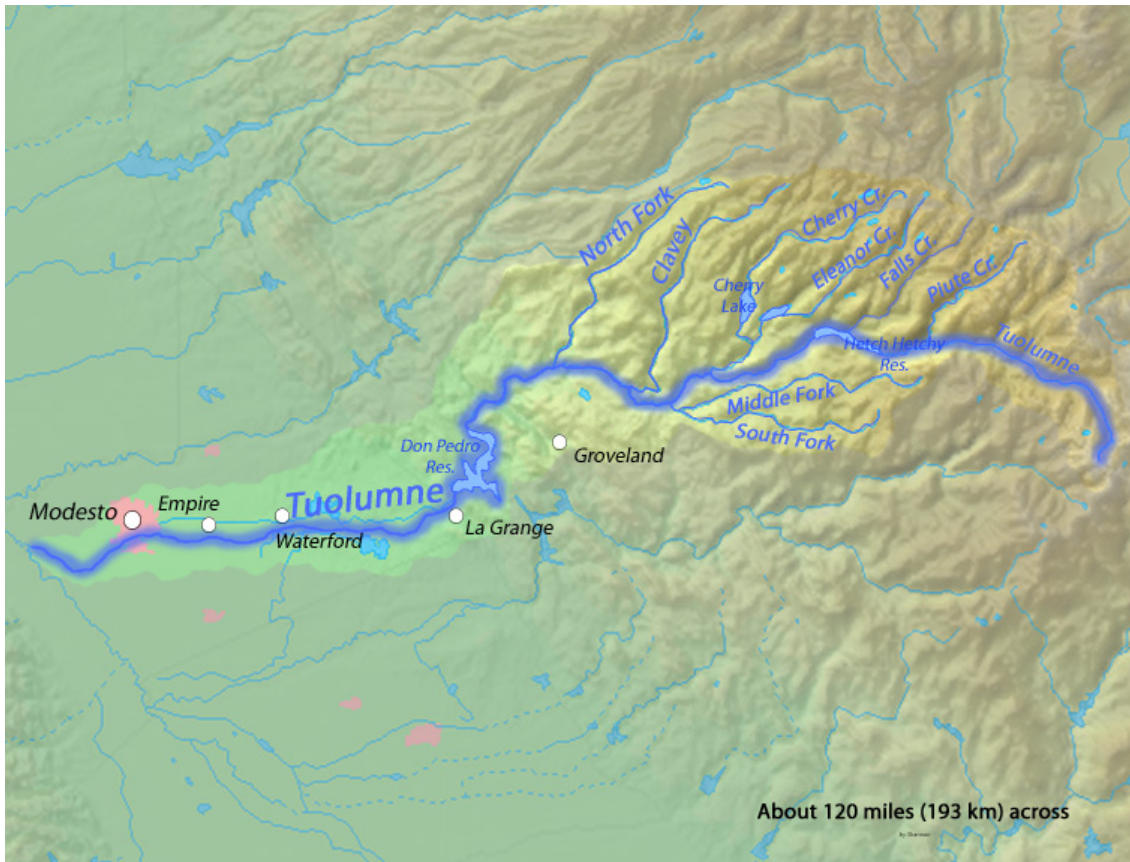 North Fork
Clavey
Cherry Cr.
Eleanor Cr.
Falls Cr.
Piute Cr.
Cherry
Lake
Hetch Hetchy
Res.
Tuolumne
Middle Fork
South Fork
Don Pedro
Res.
Groveland
Tuolumne
Modesto
Empire
Waterford
La Grange
About 120 miles (193 km) across